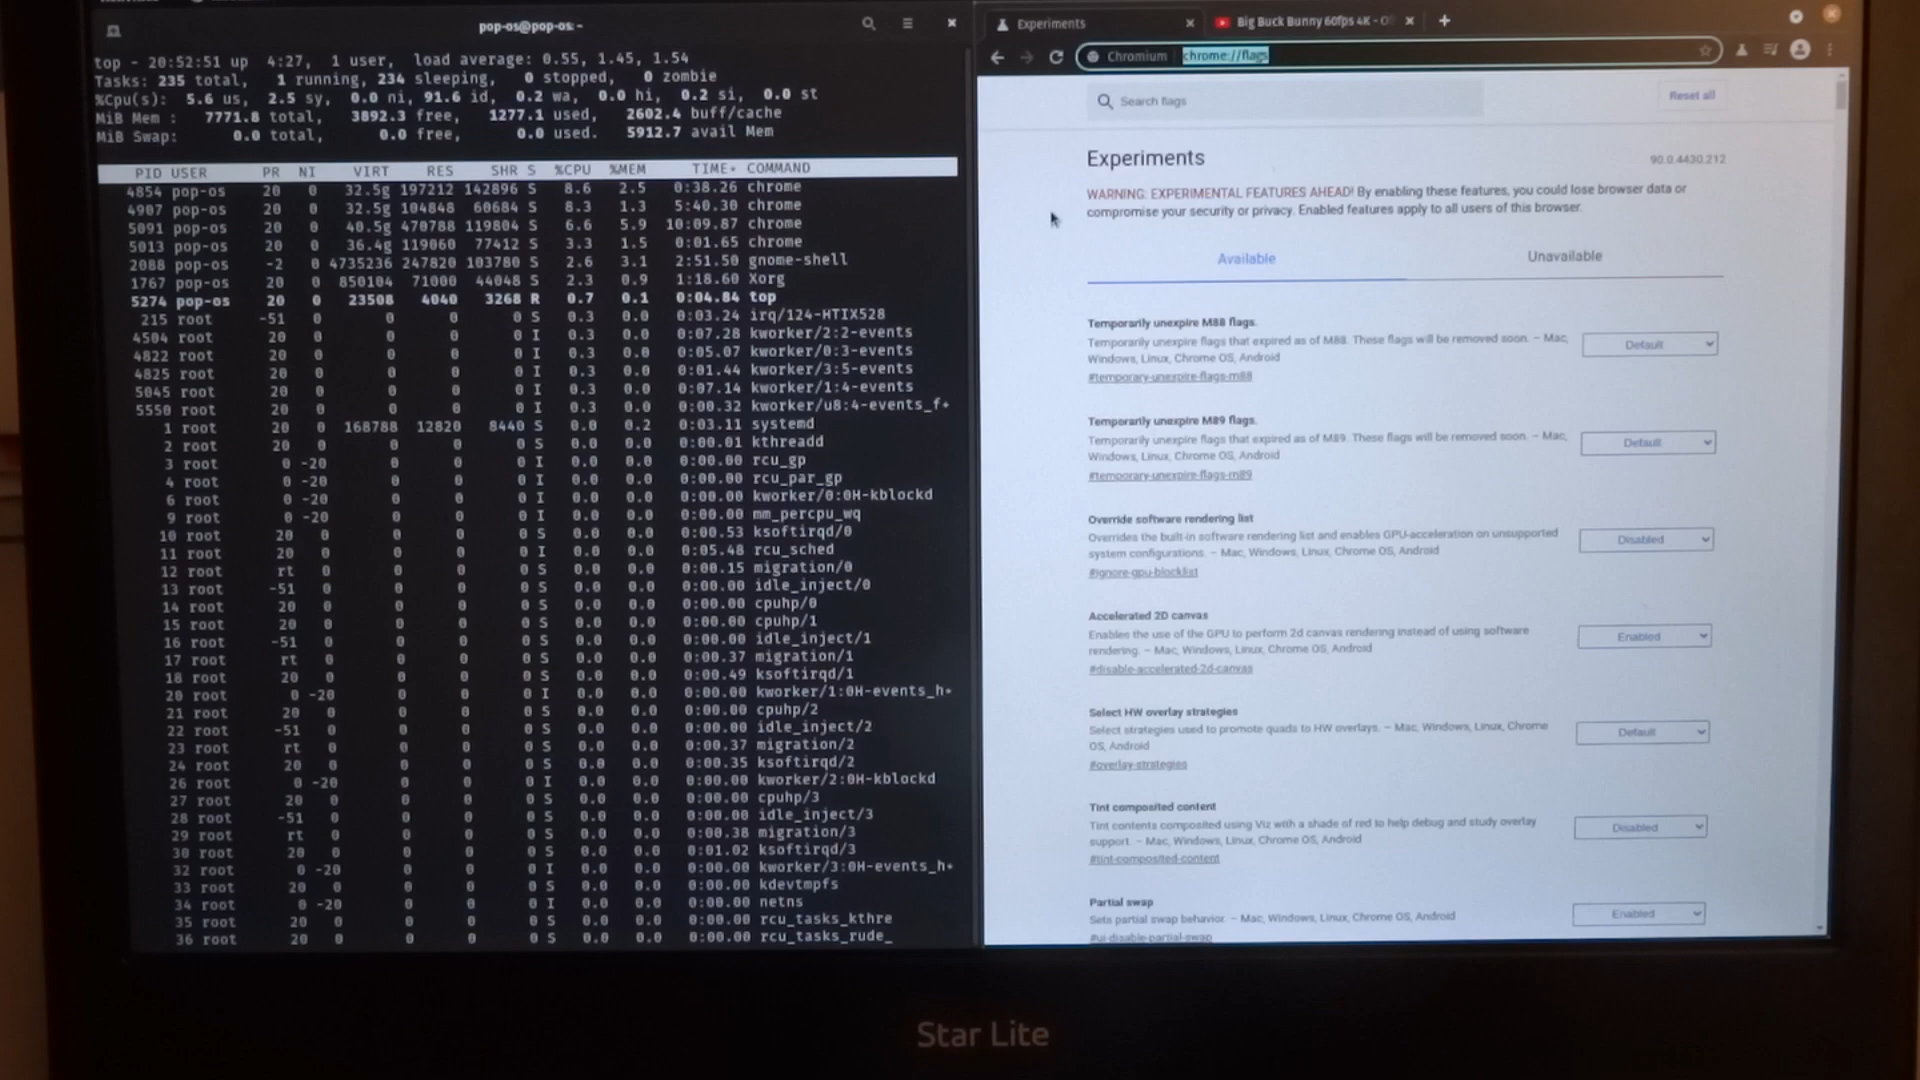 pop-os@pop-os: ~
top - 20:52:51 up  4:27,  1 user,  load average: 0.55, 1.45, 1.54
Tasks: 235 total,   1 running, 234 sleeping,   0 stopped,   0 zombie
%Cpu(s):  5.6 us,  2.5 sy,  0.0 ni, 91.6 id,  0.2 wa,  0.0 hi,  0.2 si,  0.0 st
MiB Mem :  7771.8 total,  3892.3 free,  1277.1 used,  2602.4 buff/cache
MiB Swap:     0.0 total,     0.0 free,     0.0 used.  5912.7 avail Mem
PID USER PR NI VIRT RES SHR S %CPU %MEM TIME+ COMMAND
4854 pop-os 20 0 32.5g 197212 142896 S 8.6 2.5 0:38.26 chrome
4907 pop-os 20 0 32.5g 104848 60684 S 8.3 1.3 5:40.30 chrome
5091 pop-os 20 0 40.5g 470788 119804 S 6.6 5.9 10:09.87 chrome
5013 pop-os 20 0 36.4g 119060 77412 S 3.3 1.5 0:01.65 chrome
2088 pop-os -2 0 4735236 247820 103780 S 2.6 3.1 2:51.50 gnome-shell
1767 pop-os 20 0 850104 71000 44048 S 2.3 0.9 1:18.60 Xorg
5274 pop-os 20 0 23508 4040 3268 R 0.7 0.1 0:04.84 top
215 root -51 0 0 0 0 S 0.3 0.0 0:03.24 irq/124-HTIX528
4504 root 20 0 0 0 0 I 0.3 0.0 0:07.28 kworker/2:2-events
4822 root 20 0 0 0 0 I 0.3 0.0 0:05.07 kworker/0:3-events
4825 root 20 0 0 0 0 I 0.3 0.0 0:01.44 kworker/3:5-events
5045 root 20 0 0 0 0 I 0.3 0.0 0:07.14 kworker/1:4-events
5550 root 20 0 0 0 0 I 0.3 0.0 0:00.32 kworker/u8:4-events_f+
1 root 20 0 168788 12820 8440 S 0.0 0.2 0:03.11 systemd
2 root 20 0 0 0 0 S 0.0 0.0 0:00.01 kthreadd
3 root 0 -20 0 0 0 I 0.0 0.0 0:00.00 rcu_gp
4 root 0 -20 0 0 0 I 0.0 0.0 0:00.00 rcu_par_gp
6 root 0 -20 0 0 0 I 0.0 0.0 0:00.00 kworker/0:0H-kblockd
9 root 0 -20 0 0 0 I 0.0 0.0 0:00.00 mm_percpu_wq
10 root 20 0 0 0 0 S 0.0 0.0 0:00.53 ksoftirqd/0
11 root 20 0 0 0 0 I 0.0 0.0 0:05.48 rcu_sched
12 root rt 0 0 0 0 S 0.0 0.0 0:00.15 migration/0
13 root -51 0 0 0 0 S 0.0 0.0 0:00.00 idle_inject/0
14 root 20 0 0 0 0 S 0.0 0.0 0:00.00 cpuhp/0
15 root 20 0 0 0 0 S 0.0 0.0 0:00.00 cpuhp/1
16 root -51 0 0 0 0 S 0.0 0.0 0:00.00 idle_inject/1
17 root rt 0 0 0 0 S 0.0 0.0 0:00.37 migration/1
18 root 20 0 0 0 0 S 0.0 0.0 0:00.49 ksoftirqd/1
20 root 0 -20 0 0 0 I 0.0 0.0 0:00.00 kworker/1:0H-events_h+
21 root 20 0 0 0 0 S 0.0 0.0 0:00.00 cpuhp/2
22 root -51 0 0 0 0 S 0.0 0.0 0:00.00 idle_inject/2
23 root rt 0 0 0 0 S 0.0 0.0 0:00.37 migration/2
24 root 20 0 0 0 0 S 0.0 0.0 0:00.35 ksoftirqd/2
26 root 0 -20 0 0 0 I 0.0 0.0 0:00.00 kworker/2:0H-kblockd
27 root 20 0 0 0 0 S 0.0 0.0 0:00.00 cpuhp/3
28 root -51 0 0 0 0 S 0.0 0.0 0:00.00 idle_inject/3
29 root rt 0 0 0 0 S 0.0 0.0 0:00.38 migration/3
30 root 20 0 0 0 0 S 0.0 0.0 0:01.02 ksoftirqd/3
32 root 0 -20 0 0 0 I 0.0 0.0 0:00.00 kworker/3:0H-events_h+
33 root 20 0 0 0 0 S 0.0 0.0 0:00.00 kdevtmpfs
34 root 0 -20 0 0 0 I 0.0 0.0 0:00.00 netns
35 root 20 0 0 0 0 S 0.0 0.0 0:00.00 rcu_tasks_kthre
36 root 20 0 0 0 0 S 0.0 0.0 0:00.00 rcu_tasks_rude_
Experiments
Big Buck Bunny 60fps 4K - O
Chromium chrome://flags
Search flags
Reset all
Experiments
90.0.4430.212
WARNING: EXPERIMENTAL FEATURES AHEAD! By enabling these features, you could lose browser data or
compromise your security or privacy. Enabled features apply to all users of this browser.
Available
Unavailable
Temporarily unexpire M88 flags.
Temporarily unexpire flags that expired as of M88. These flags will be removed soon. – Mac,
Windows, Linux, Chrome OS, Android
#temporary-unexpire-flags-m88
Default
Temporarily unexpire M89 flags.
Temporarily unexpire flags that expired as of M89. These flags will be removed soon. – Mac,
Windows, Linux, Chrome OS, Android
#temporary-unexpire-flags-m89
Default
Override software rendering list
Overrides the built-in software rendering list and enables GPU-acceleration on unsupported
system configurations. – Mac, Windows, Linux, Chrome OS, Android
#ignore-gpu-blocklist
Disabled
Accelerated 2D canvas
Enables the use of the GPU to perform 2d canvas rendering instead of using software
rendering. – Mac, Windows, Linux, Chrome OS, Android
#disable-accelerated-2d-canvas
Enabled
Select HW overlay strategies
Select strategies used to promote quads to HW overlays. – Mac, Windows, Linux, Chrome
OS, Android
#overlay-strategies
Default
Tint composited content
Tint contents composited using Viz with a shade of red to help debug and study overlay
support. – Mac, Windows, Linux, Chrome OS, Android
#tint-composited-content
Disabled
Partial swap
Sets partial swap behavior. – Mac, Windows, Linux, Chrome OS, Android
#ui-disable-partial-swap
Enabled
Star Lite